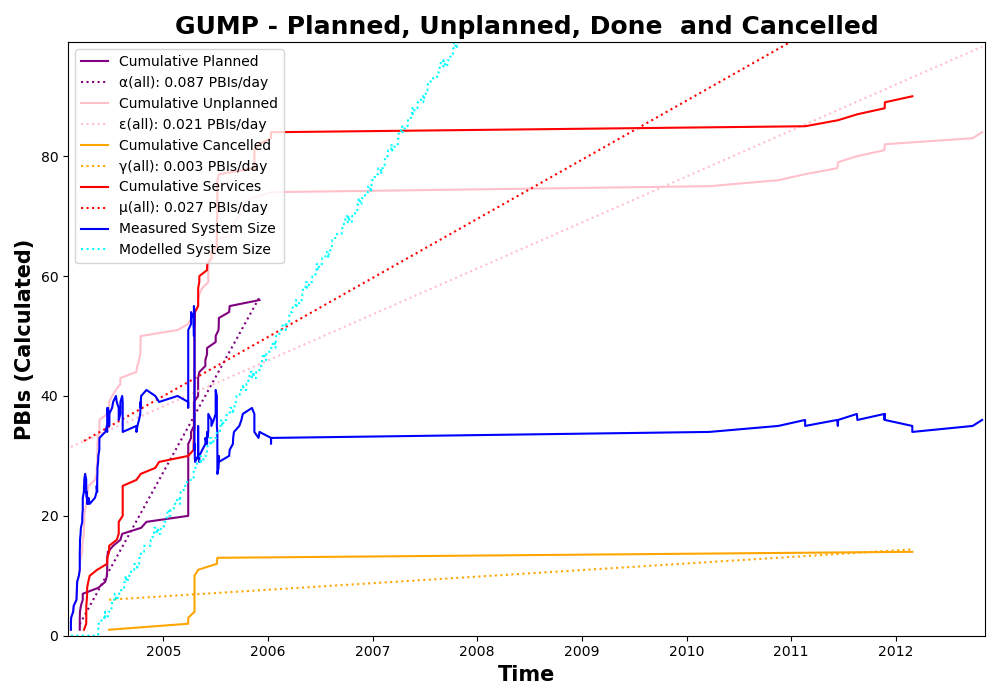 GUMP - Planned, Unplanned, Done  and Cancelled
Cumulative Planned
α(all): 0.087 PBIs/day
Cumulative Unplanned
ε(all): 0.021 PBIs/day
Cumulative Cancelled
γ(all): 0.003 PBIs/day
Cumulative Services
μ(all): 0.027 PBIs/day
Measured System Size
Modelled System Size
PBIs (Calculated)
80
60
40
20
0
2005 2006 2007 2008 2009 2010 2011 2012
Time